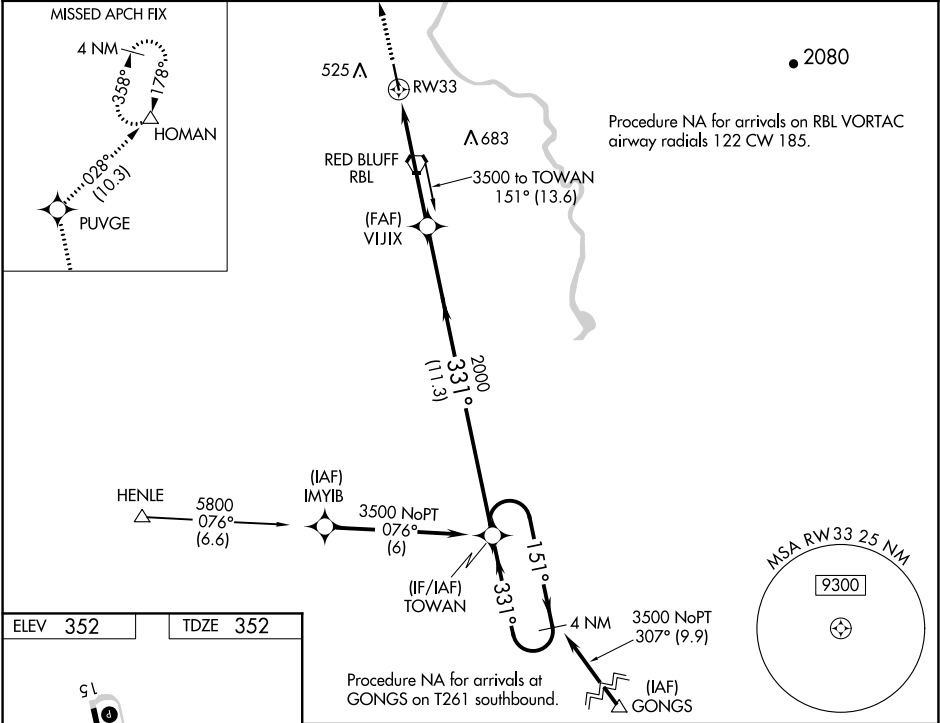 MISSED APCH FIX
4 NM
358°
178°
HOMAN
028°
(10.3)
PUVGE
525
RW33
2080
Procedure NA for arrivals on RBL VORTAC
airway radials 122 CW 185.
683
RED BLUFF
RBL
3500 to TOWAN
151° (13.6)
(FAF)
VIJIX
2000
331°
(11.3)
HENLE
5800
076°
(6.6)
(IAF)
IMYIB
3500 NoPT
076°
(6)
(IF/IAF)
TOWAN
151°
331°
4 NM
3500 NoPT
307° (9.9)
(IAF)
GONGS
Procedure NA for arrivals at
GONGS on T261 southbound.
MSA RW33 25 NM
9300
ELEV 352
TDZE 352
15
P